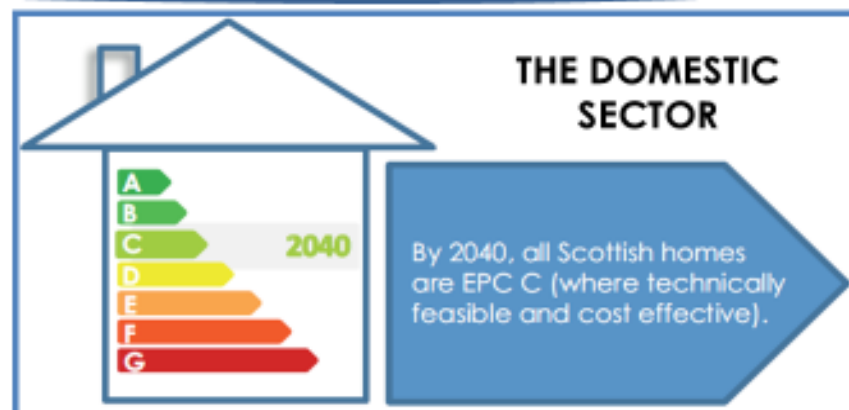 THE DOMESTIC
SECTOR
A
B
C
2040
D
E
F
G
By 2040, all Scottish homes
are EPC C (where technically
feasible and cost effective).